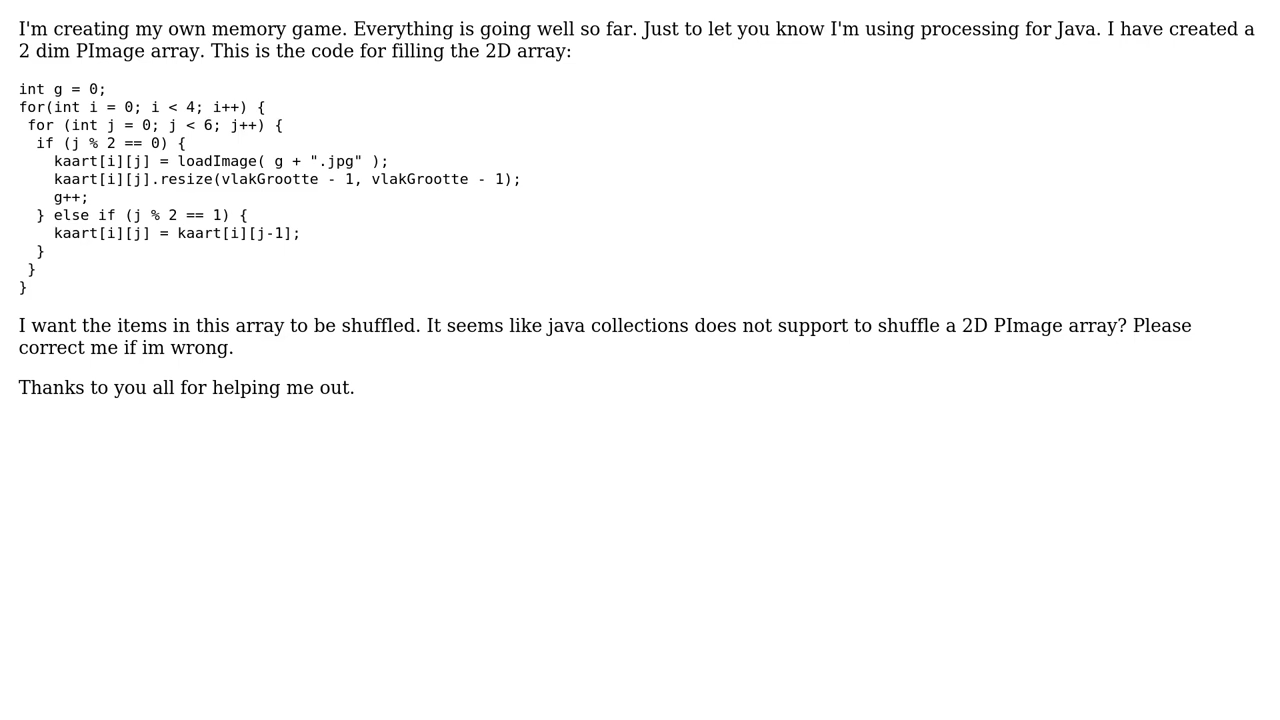 I'm creating my own memory game. Everything is going well so far. Just to let you know I'm using processing for Java. I have created a
2 dim PImage array. This is the code for filling the 2D array:
int g = 0;
for(int i = 0; i < 4; i++) {
 for (int j = 0; j < 6; j++) {
  if (j % 2 == 0) {
    kaart[i][j] = loadImage( g + ".jpg" );
    kaart[i][j].resize(vlakGrootte - 1, vlakGrootte - 1);
    g++;
  } else if (j % 2 == 1) {
    kaart[i][j] = kaart[i][j-1];
  }
 }
}
I want the items in this array to be shuffled. It seems like java collections does not support to shuffle a 2D PImage array? Please
correct me if im wrong.
Thanks to you all for helping me out.